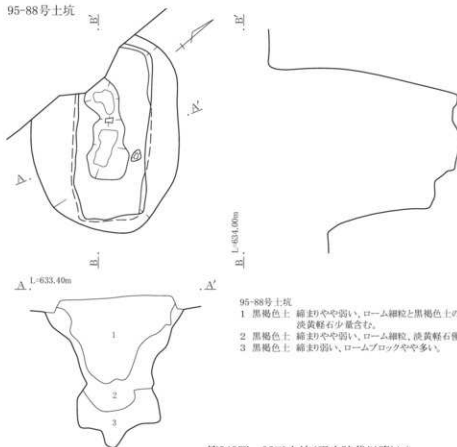 95-88号土坑
B'
A'
A
B
L=634.00m
A
L=633.40m
A'
1
2
3
95-88号土坑
1 黒褐色土 締まりやや弱い、ローム細粒と黒褐色土の
淡黄軽石少量含む。
2 黒褐色土 締まりやや弱い、ローム細粒、淡黄軽石
3 黒褐色土 締まり弱い、ロームブロックやや多い。